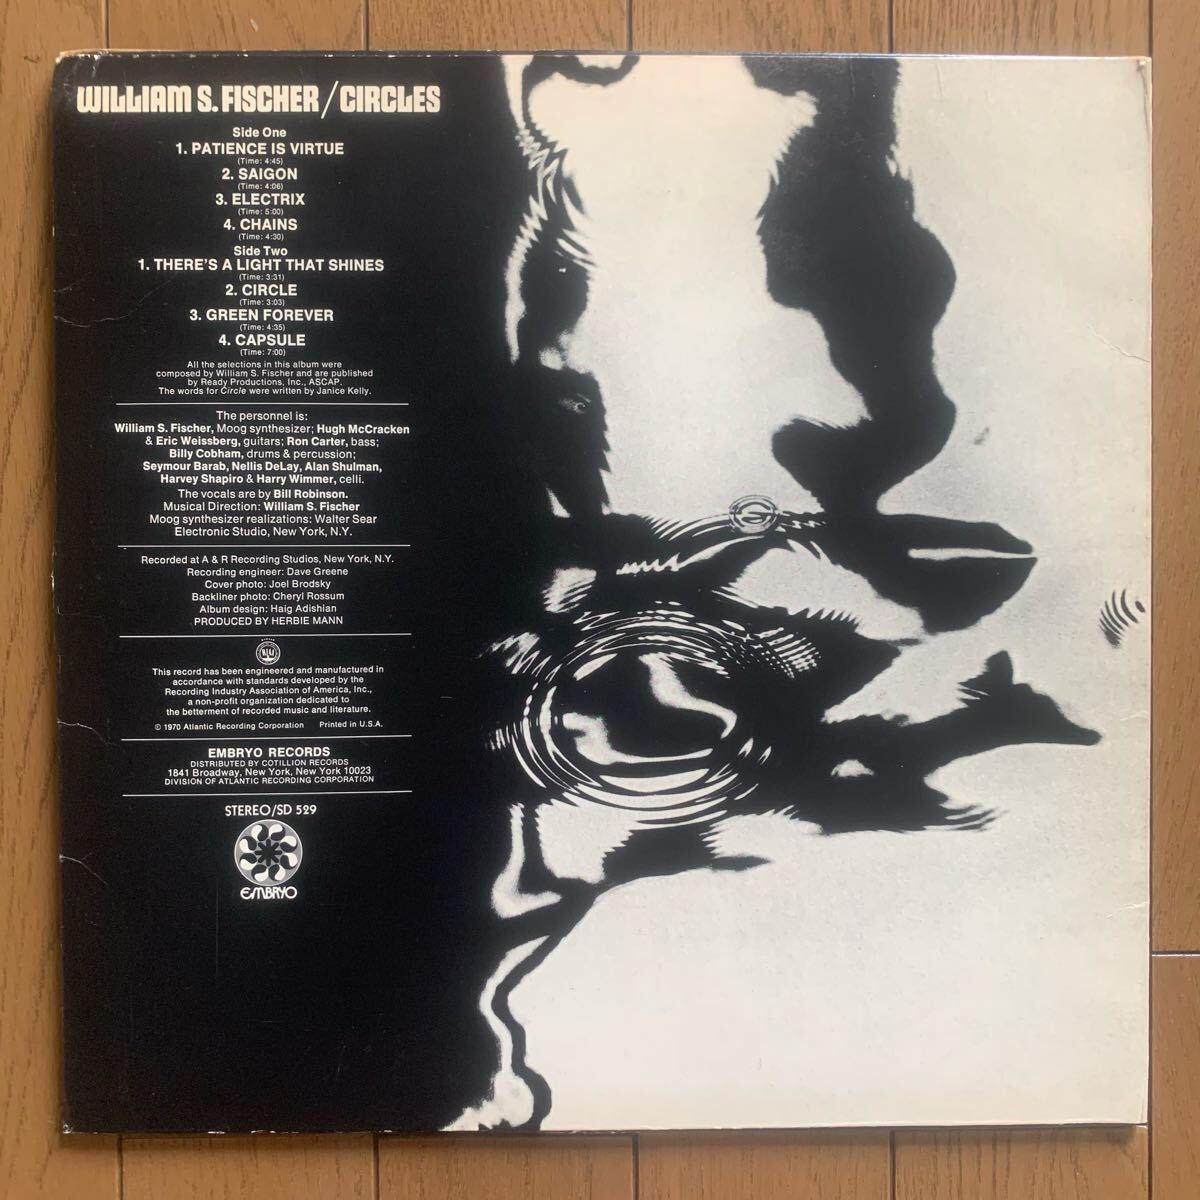 WILLIAM S. FISCHER/CIRCLES
Side One
1. PATIENCE IS VIRTUE
(Time: 4:45)
2. SAIGON
(Time: 4:06)
3. ELECTRIX
(Time: 5:00)
4. CHAINS
(Time: 4:30)
Side Two
1. THERE'S A LIGHT THAT SHINES
(Time: 3:31)
2. CIRCLE
(Time: 3:03)
3. GREEN FOREVER
(Time: 4:35)
4. CAPSULE
(Time: 7:00)
All the selections in this album were
composed by William S. Fischer and are published
by Ready Productions, Inc., ASCAP.
The words for Circle were written by Janice Kelly.
The personnel is:
William S. Fischer, Moog synthesizer; Hugh McCracken
& Eric Weissberg, guitars; Ron Carter, bass;
Billy Cobham, drums & percussion;
Seymour Barab, Nellis DeLay, Alan Shulman,
Harvey Shapiro & Harry Wimmer, celli.
The vocals are by Bill Robinson.
Musical Direction: William S. Fischer
Moog synthesizer realizations: Walter Sear
Electronic Studio, New York, N.Y.
Recorded at A & R Recording Studios, New York, N.Y.
Recording engineer: Dave Greene
Cover photo: Joel Brodsky
Backliner photo: Cheryl Rossum
Album design: Haig Adishian
PRODUCED BY HERBIE MANN
This record has been engineered and manufactured in
accordance with standards developed by the
Recording Industry Association of America, Inc.,
a non-profit organization dedicated to
the betterment of recorded music and literature.
© 1970 Atlantic Recording Corporation Printed in U.S.A.
EMBRYO RECORDS
DISTRIBUTED BY COTILLION RECORDS
1841 Broadway, New York, New York 10023
DIVISION OF ATLANTIC RECORDING CORPORATION
STEREO/SD 529
EMBRYO